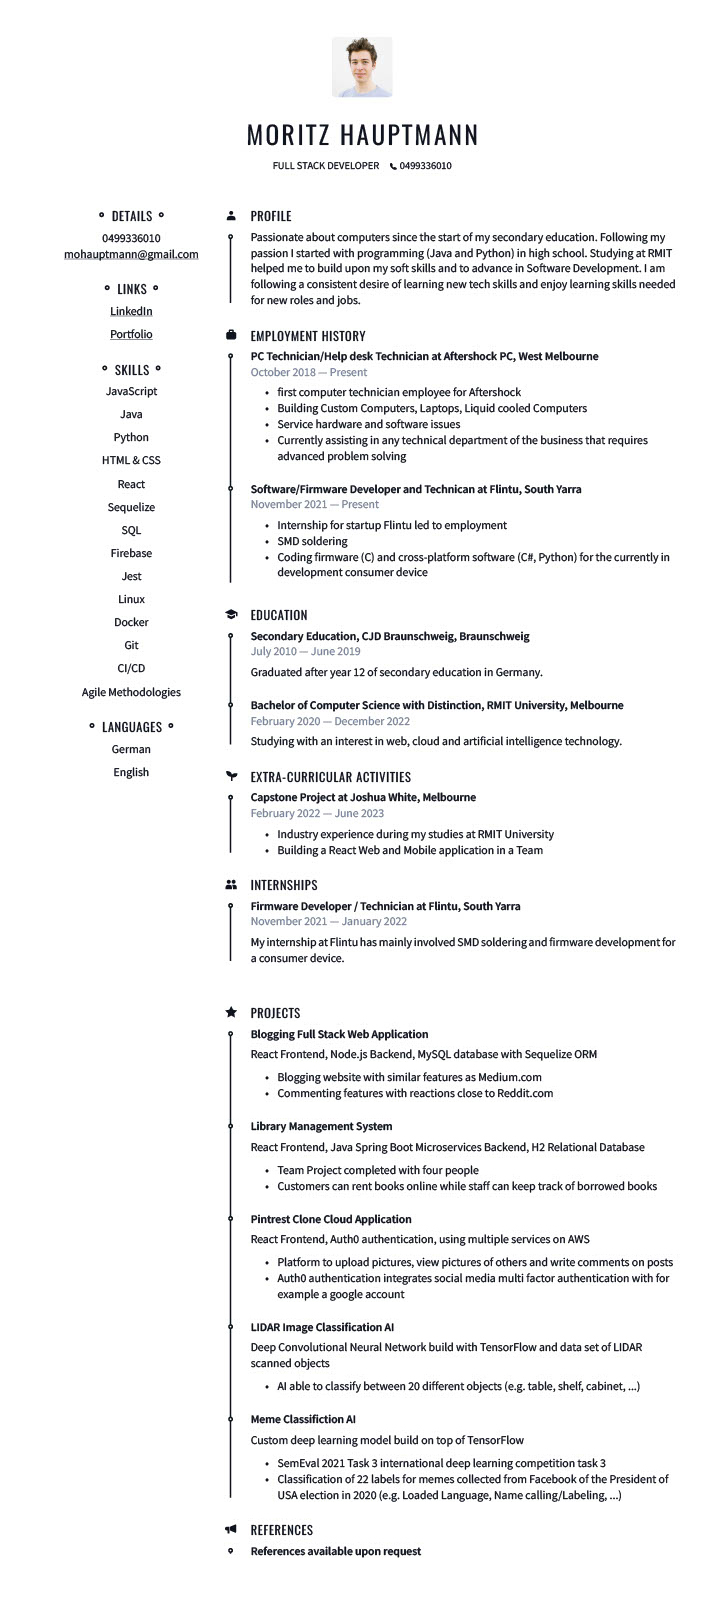 MORITZ HAUPTMANN
FULL STACK DEVELOPER 0499336010
DETAILS
0499336010
mohauptmann@gmail.com
LINKS
LinkedIn
Portfolio
SKILLS
JavaScript
Java
Python
HTML & CSS
React
Sequelize
SQL
Firebase
Jest
Linux
Docker
Git
CI/CD
Agile Methodologies
LANGUAGES
German
English
PROFILE
Passionate about computers since the start of my secondary education. Following my
passion I started with programming (Java and Python) in high school. Studying at RMIT
helped me to build upon my soft skills and to advance in Software Development. I am
following a consistent desire of learning new tech skills and enjoy learning skills needed
for new roles and jobs.
EMPLOYMENT HISTORY
PC Technician/Help desk Technician at Aftershock PC, West Melbourne
October 2018 — Present
• first computer technician employee for Aftershock
• Building Custom Computers, Laptops, Liquid cooled Computers
• Service hardware and software issues
• Currently assisting in any technical department of the business that requires
advanced problem solving
Software/Firmware Developer and Technican at Flintu, South Yarra
November 2021 — Present
• Internship for startup Flintu led to employment
• SMD soldering
• Coding firmware (C) and cross-platform software (C#, Python) for the currently in
development consumer device
EDUCATION
Secondary Education, CJD Braunschweig, Braunschweig
July 2010 — June 2019
Graduated after year 12 of secondary education in Germany.
Bachelor of Computer Science with Distinction, RMIT University, Melbourne
February 2020 — December 2022
Studying with an interest in web, cloud and artificial intelligence technology.
EXTRA-CURRICULAR ACTIVITIES
Capstone Project at Joshua White, Melbourne
February 2022 — June 2023
• Industry experience during my studies at RMIT University
• Building a React Web and Mobile application in a Team
INTERNSHIPS
Firmware Developer / Technician at Flintu, South Yarra
November 2021 — January 2022
My internship at Flintu has mainly involved SMD soldering and firmware development for
a consumer device.
PROJECTS
Blogging Full Stack Web Application
React Frontend, Node.js Backend, MySQL database with Sequelize ORM
• Blogging website with similar features as Medium.com
• Commenting features with reactions close to Reddit.com
Library Management System
React Frontend, Java Spring Boot Microservices Backend, H2 Relational Database
• Team Project completed with four people
• Customers can rent books online while staff can keep track of borrowed books
Pintrest Clone Cloud Application
React Frontend, Auth0 authentication, using multiple services on AWS
• Platform to upload pictures, view pictures of others and write comments on posts
• Auth0 authentication integrates social media multi factor authentication with for
example a google account
LIDAR Image Classification AI
Deep Convolutional Neural Network build with TensorFlow and data set of LIDAR
scanned objects
• AI able to classify between 20 different objects (e.g. table, shelf, cabinet, ...)
Meme Classifiction AI
Custom deep learning model build on top of TensorFlow
• SemEval 2021 Task 3 international deep learning competition task 3
• Classification of 22 labels for memes collected from Facebook of the President of
USA election in 2020 (e.g. Loaded Language, Name calling/Labeling, ...)
REFERENCES
References available upon request